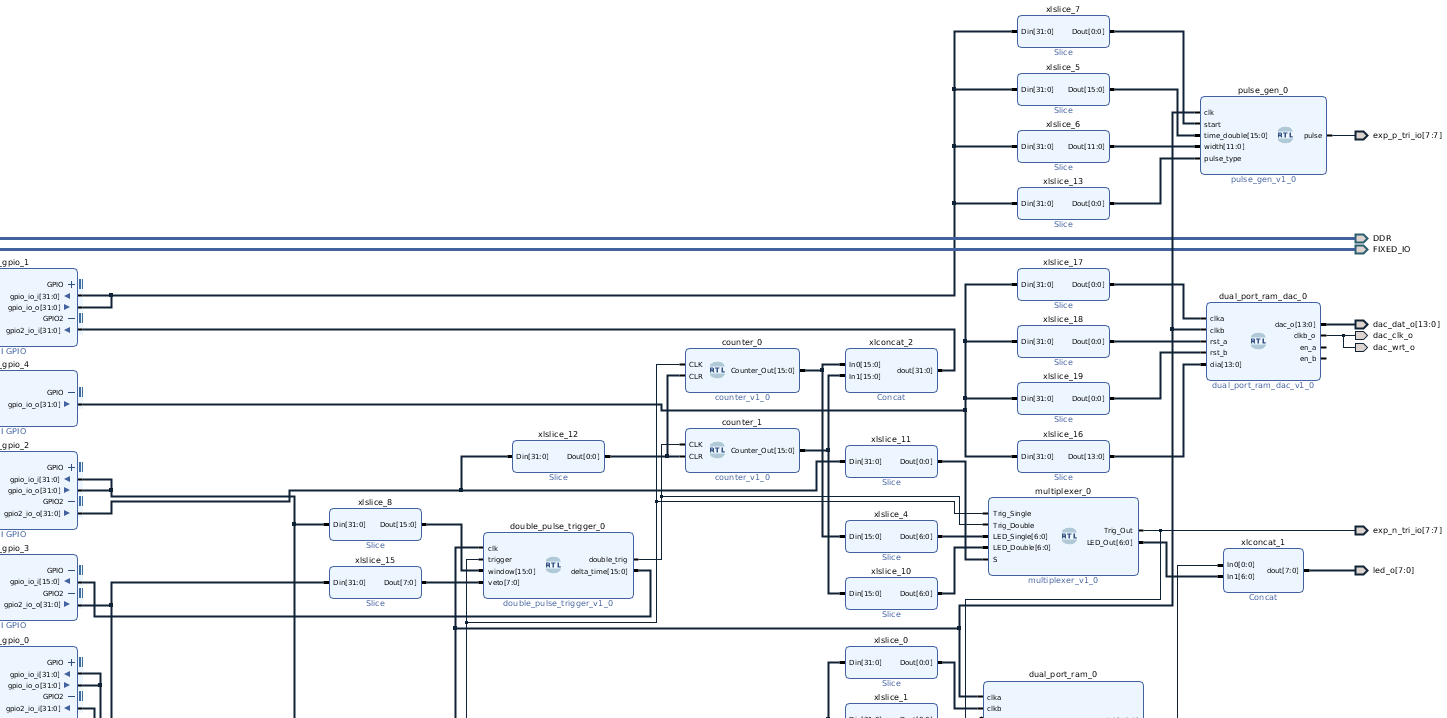 xlslice_7
Din[31:0] Dout[0:0]
Slice
xlslice_5
Din[31:0] Dout[15:0]
Slice
xlslice_6
Din[31:0] Dout[11:0]
Slice
xlslice_13
Din[31:0] Dout[0:0]
Slice
pulse_gen_0
clk
start
time_double[15:0]
width[11:0]
pulse_type
RTL
pulse
pulse_gen_v1_0
exp_p_tri_io[7:7]
DDR
FIXED_IO
_gpio_1
GPIO
gpio_io_i[31:0]
gpio_io_o[31:0]
GPIO2
gpio2_io_i[31:0]
I GPIO
_gpio_4
GPIO
gpio_io_o[31:0]
I GPIO
_gpio_2
GPIO
gpio_io_i[31:0]
gpio_io_o[31:0]
GPIO2
gpio2_io_o[31:0]
I GPIO
_gpio_3
GPIO
gpio_io_i[15:0]
GPIO2
gpio2_io_o[31:0]
I GPIO
_gpio_0
GPIO
gpio_io_i[31:0]
gpio_io_o[31:0]
GPIO2
gpio2_io_i[31:0]
xlslice_8
Din[31:0] Dout[15:0]
Slice
xlslice_15
Din[31:0] Dout[7:0]
Slice
xlslice_12
Din[31:0] Dout[0:0]
Slice
double_pulse_trigger_0
clk
trigger
window[15:0]
veto[7:0]
RTL
double_trig
delta_time[15:0]
double_pulse_trigger_v1_0
counter_0
CLK
CLR
RTL
Counter_Out[15:0]
counter_v1_0
counter_1
CLK
CLR
RTL
Counter_Out[15:0]
counter_v1_0
xlconcat_2
In0[15:0]
In1[15:0]
dout[31:0]
Concat
xlslice_11
Din[31:0] Dout[0:0]
Slice
xlslice_4
Din[15:0] Dout[6:0]
Slice
xlslice_10
Din[15:0] Dout[6:0]
Slice
xlslice_0
Din[31:0] Dout[0:0]
Slice
xlslice_1
xlslice_17
Din[31:0] Dout[0:0]
Slice
xlslice_18
Din[31:0] Dout[0:0]
Slice
xlslice_19
Din[31:0] Dout[0:0]
Slice
xlslice_16
Din[31:0] Dout[13:0]
Slice
dual_port_ram_dac_0
clka
clkb
rst_a
rst_b
dia[13:0]
RTL
dac_o[13:0]
clkb_o
en_a
en_b
dual_port_ram_dac_v1_0
dac_dat_o[13:0]
dac_clk_o
dac_wrt_o
multiplexer_0
Trig_Single
Trig_Double
LED_Single[6:0]
LED_Double[6:0]
S
RTL
Trig_Out
LED_Out[6:0]
multiplexer_v1_0
exp_n_tri_io[7:7]
xlconcat_1
In0[0:0]
In1[6:0]
dout[7:0]
Concat
led_o[7:0]
dual_port_ram_0
clka
clkb